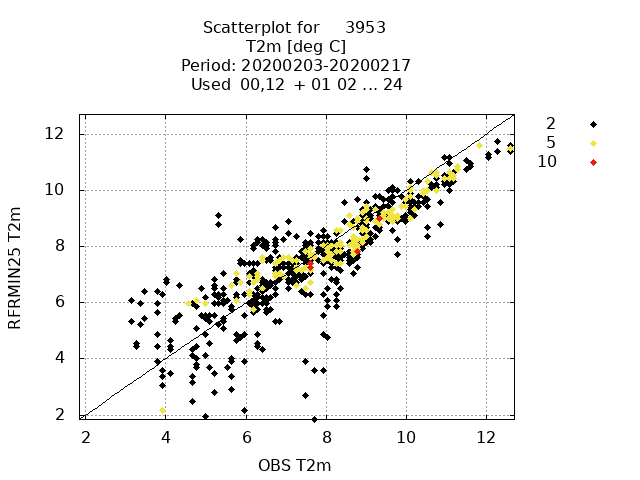 Scatterplot for 3953
T2m [deg C]
Period: 20200203-20200217
Used 00,12 + 01 02 ... 24
2
5
10
12
10
8
6
4
2
2 4 6 8 10 12
RFRMIN25 T2m
OBS T2m